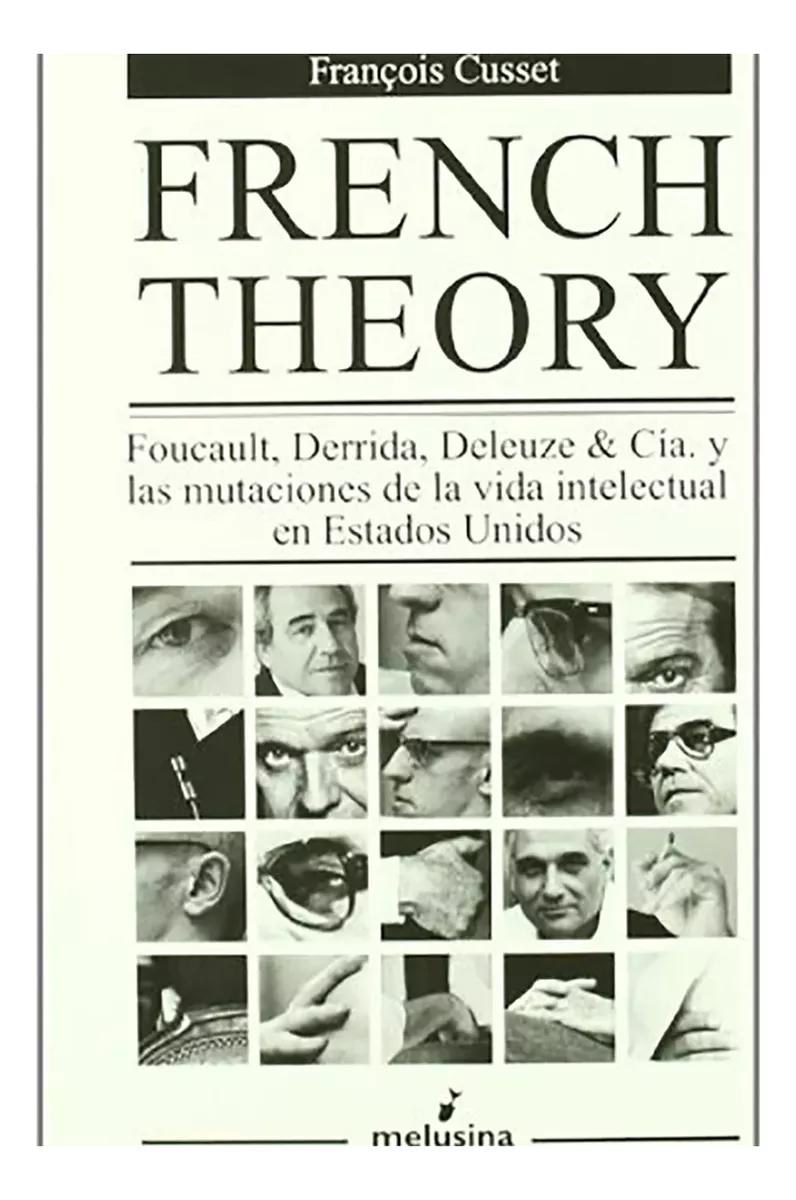 François Cusset
FRENCH
THEORY
Foucault, Derrida, Deleuze & Cía. y
las mutaciones de la vida intelectual
en Estados Unidos
melusina